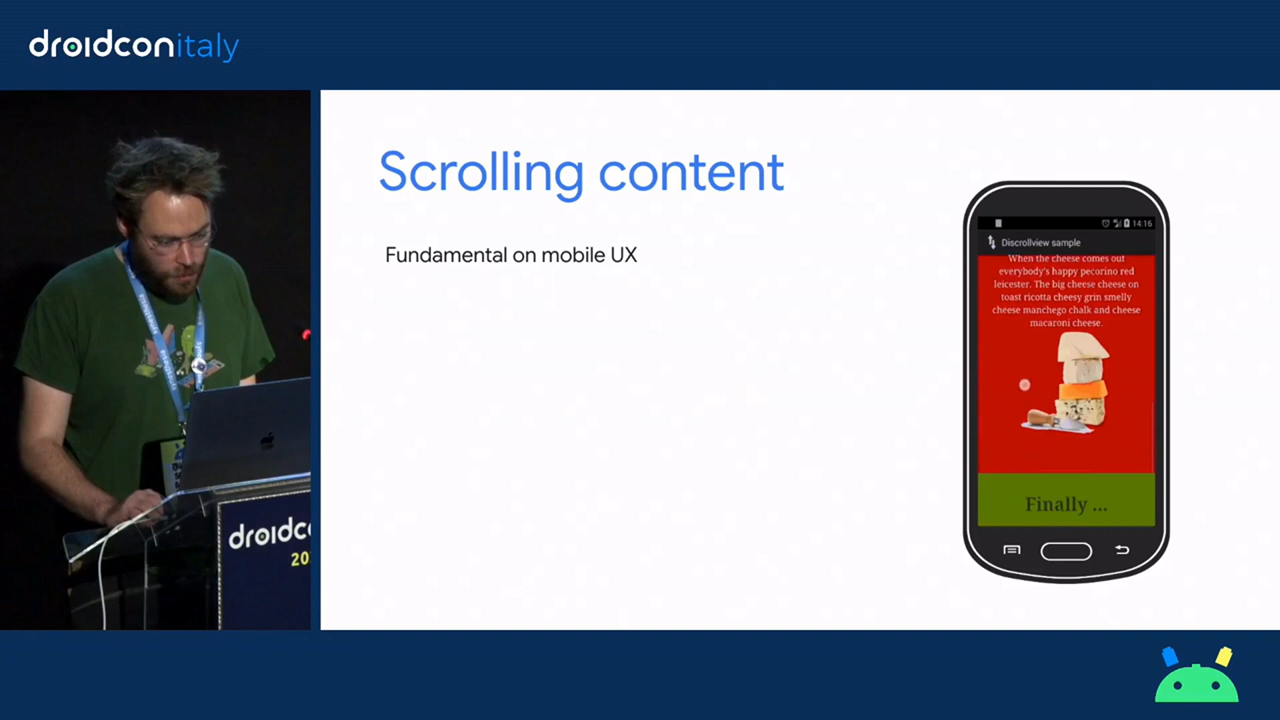 droidconitaly
Scrolling content
Fundamental on mobile UX
14:16
Discrollview sample
When the cheese comes out
everybody's happy pecorino red
leicester. The big cheese cheese on
toast ricotta cheesy grin smelly
cheese manchego chalk and cheese
macaroni cheese.
Finally ...
droidc
20